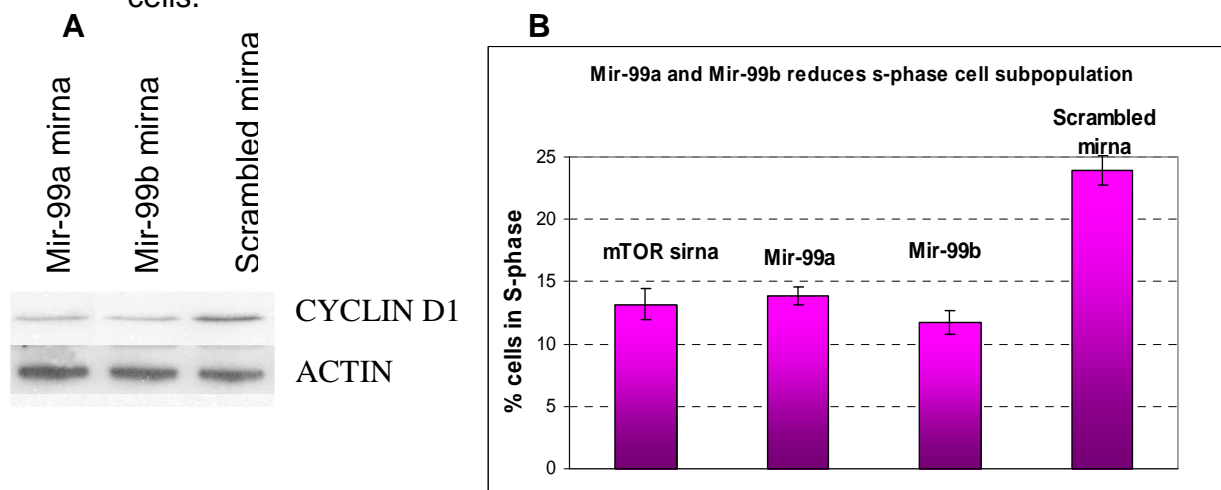 cells.
A
B
Mir-99a mirna
Mir-99b mirna
Scrambled mirna
CYCLIN D1
ACTIN
Mir-99a and Mir-99b reduces s-phase cell subpopulation
% cells in S-phase
25
20
15
10
5
0
mTOR sirna
Mir-99a
Mir-99b
Scrambled
mirna